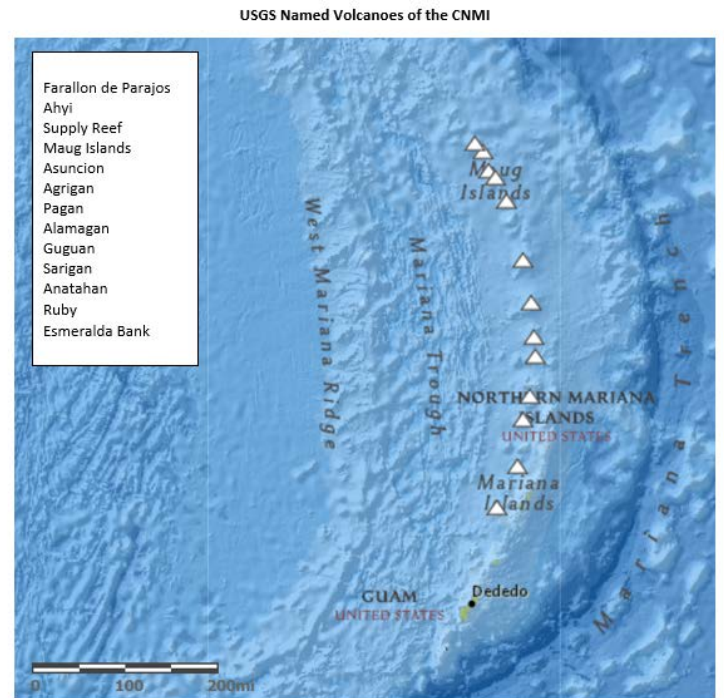 USGS Named Volcanoes of the CNMI
Farallon de Parajos
Ahyi
Supply Reef
Maug Islands
Asuncion
Agrigan
Pagan
Alamagan
Guguan
Sarigan
Anatahan
Ruby
Esmeralda Bank
Maug
Islands
West Mariana Ridge
Mariana Trough
Mariana Trench
NORTHERN MARIANA
ISLANDS
UNITED STATES
Mariana
Islands
GUAM
UNITED STATES
Dededo
0 100 200mi